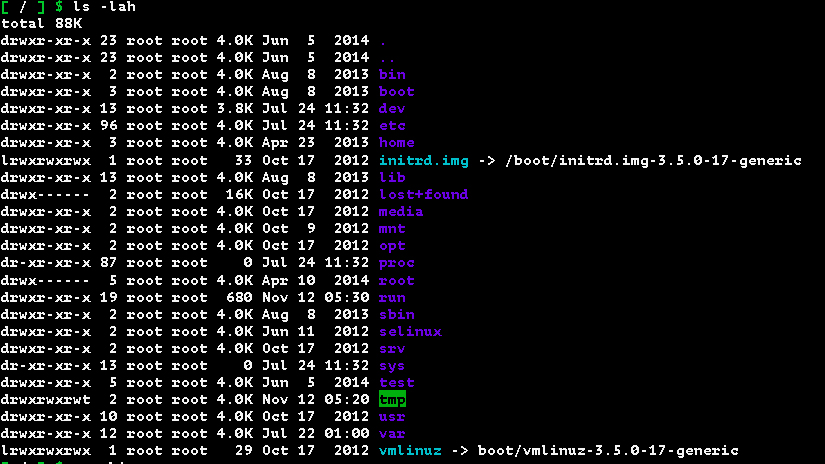 [ / ] $ ls -lah
total 88K
drwxr-xr-x 23 root root 4.0K Jun  5  2014 .
drwxr-xr-x 23 root root 4.0K Jun  5  2014 ..
drwxr-xr-x  2 root root 4.0K Aug  8  2013 bin
drwxr-xr-x  3 root root 4.0K Aug  8  2013 boot
drwxr-xr-x 13 root root 3.8K Jul 24 11:32 dev
drwxr-xr-x 96 root root 4.0K Jul 24 11:32 etc
drwxr-xr-x  3 root root 4.0K Apr 23  2013 home
lrwxrwxrwx  1 root root   33 Oct 17  2012 initrd.img -> /boot/initrd.img-3.5.0-17-generic
drwxr-xr-x 13 root root 4.0K Aug  8  2013 lib
drwx------  2 root root  16K Oct 17  2012 lost+found
drwxr-xr-x  2 root root 4.0K Oct 17  2012 media
drwxr-xr-x  2 root root 4.0K Oct  9  2012 mnt
drwxr-xr-x  2 root root 4.0K Oct 17  2012 opt
dr-xr-xr-x 87 root root    0 Jul 24 11:32 proc
drwx------  5 root root 4.0K Apr 10  2014 root
drwxr-xr-x 19 root root  680 Nov 12 05:30 run
drwxr-xr-x  2 root root 4.0K Aug  8  2013 sbin
drwxr-xr-x  2 root root 4.0K Jun 11  2012 selinux
drwxr-xr-x  2 root root 4.0K Oct 17  2012 srv
dr-xr-xr-x 13 root root    0 Jul 24 11:32 sys
drwxr-xr-x  5 root root 4.0K Jun  5  2014 test
drwxrwxrwt  2 root root 4.0K Nov 12 05:20 tmp
drwxr-xr-x 10 root root 4.0K Oct 17  2012 usr
drwxr-xr-x 12 root root 4.0K Jul 22 01:00 var
lrwxrwxrwx  1 root root   29 Oct 17  2012 vmlinuz -> boot/vmlinuz-3.5.0-17-generic